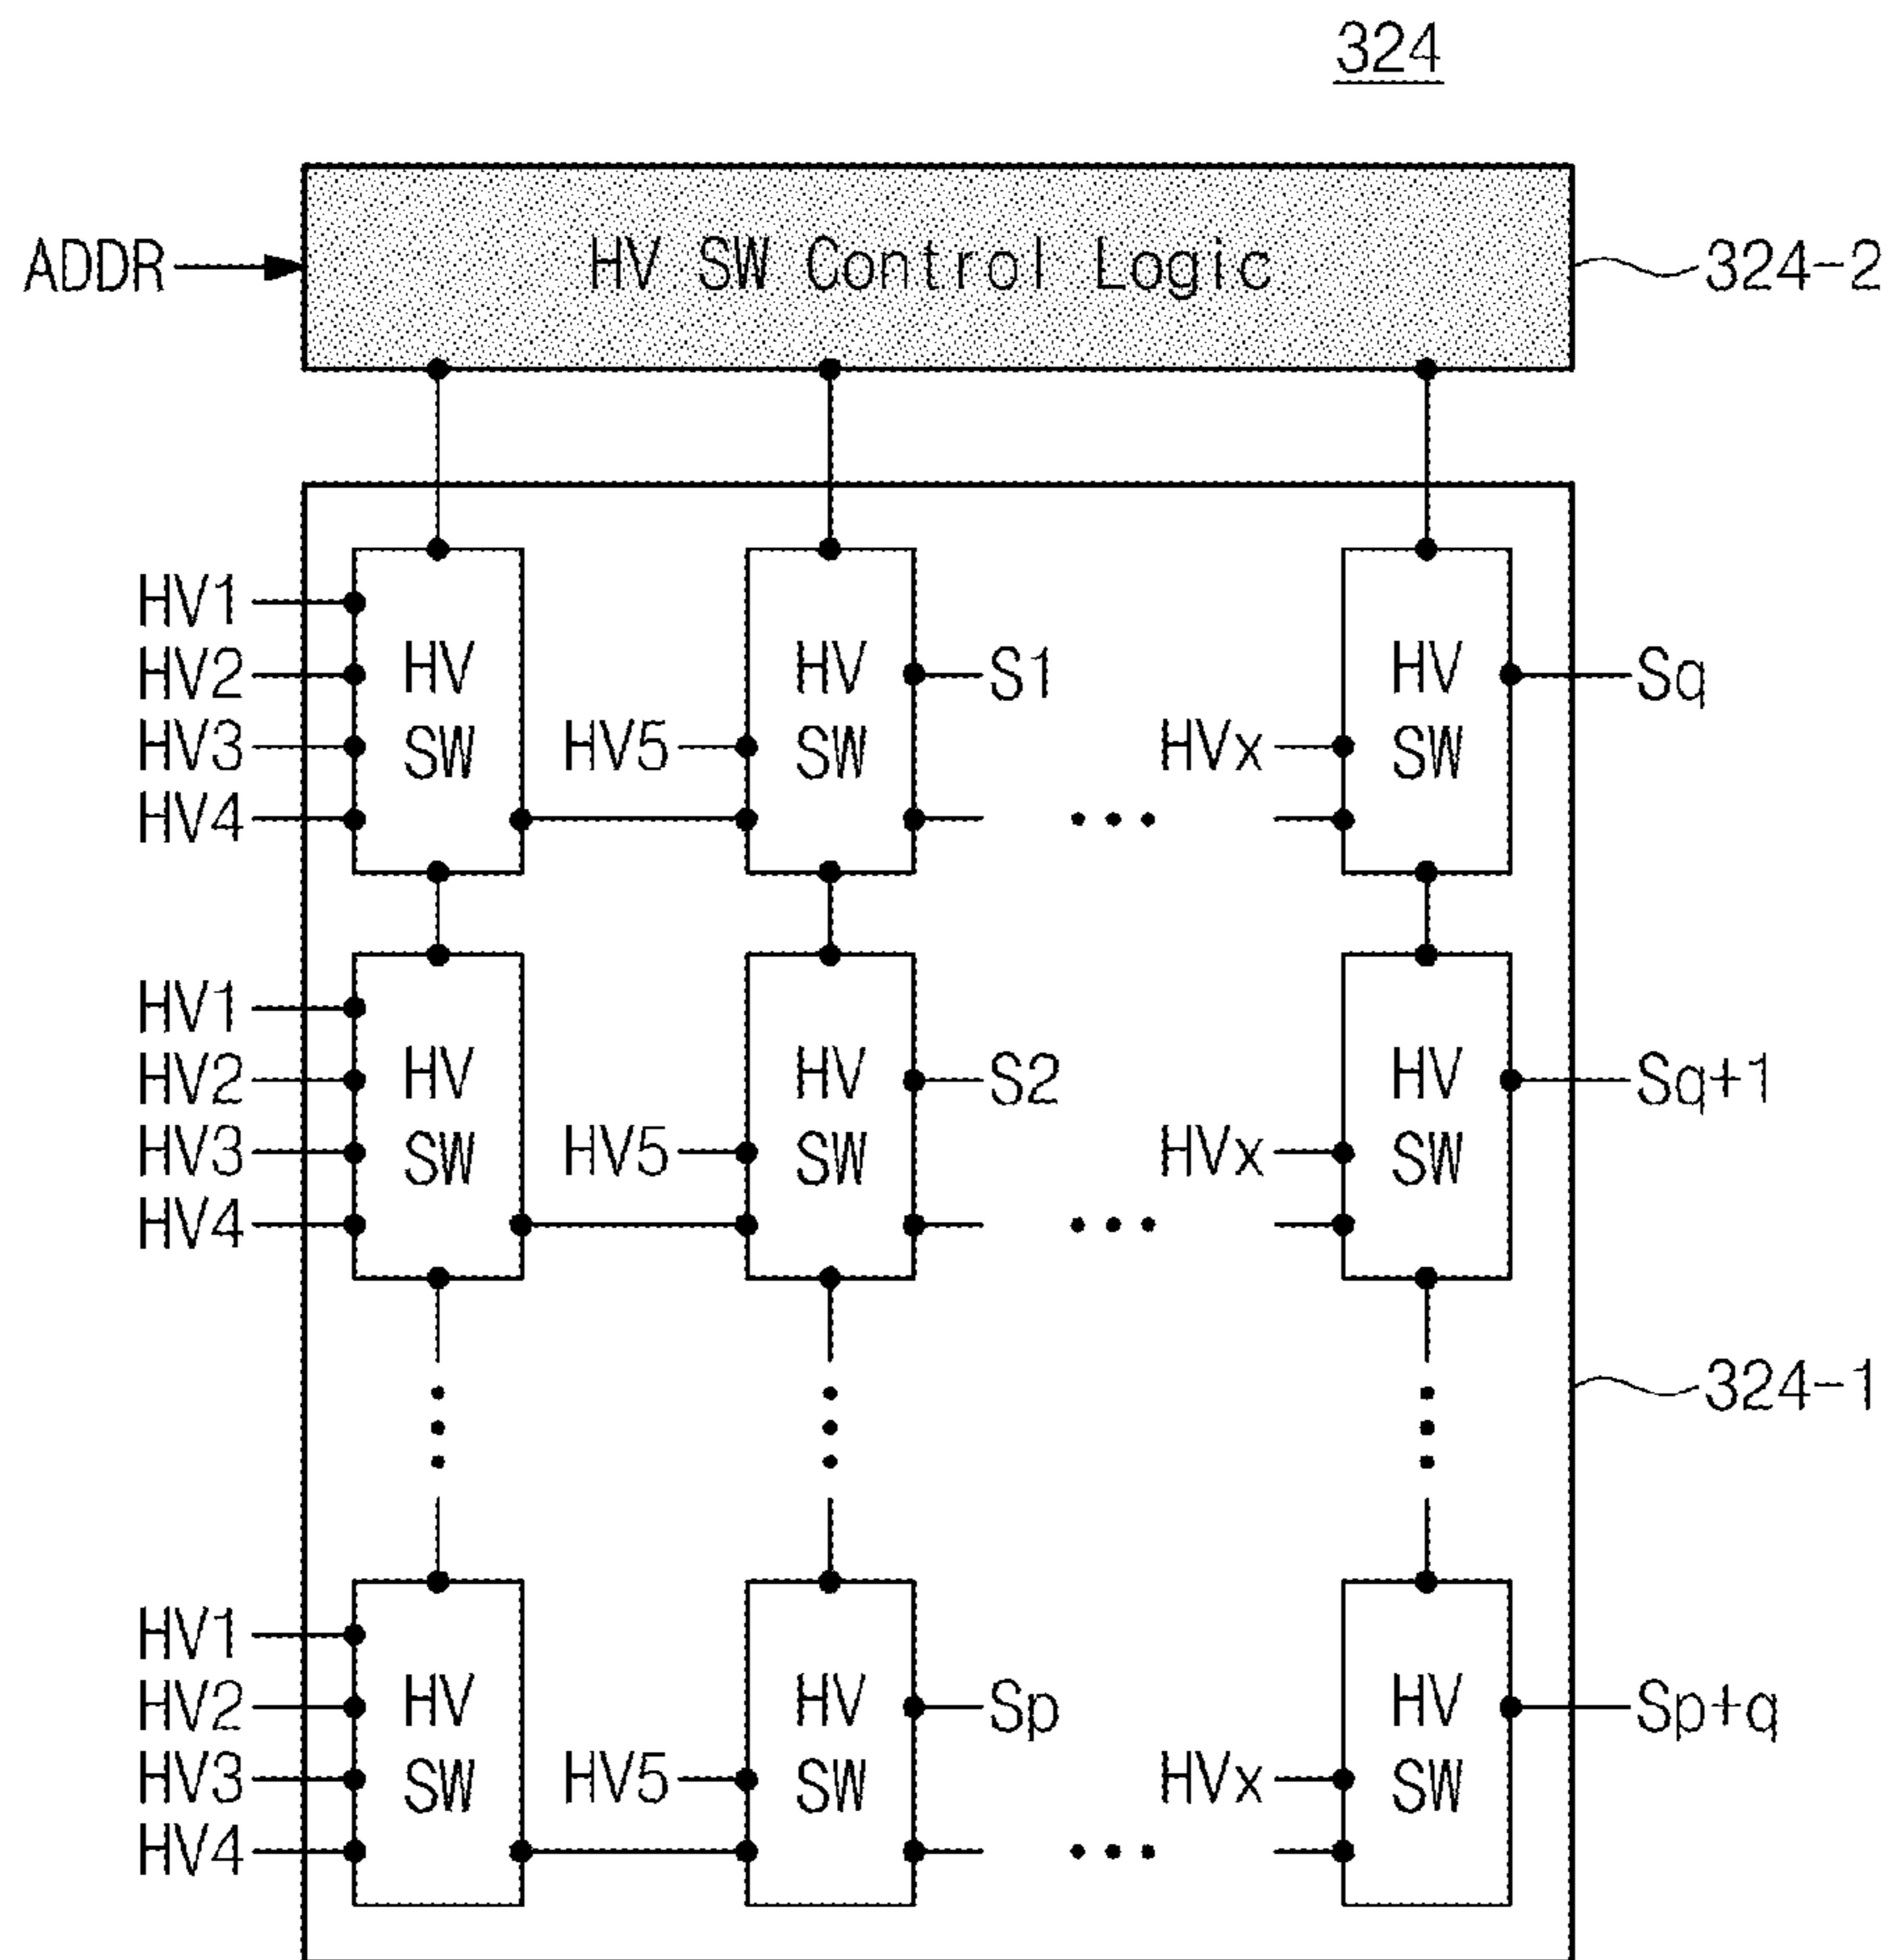 324
ADDR
HV SW Control Logic
324-2
HV1
HV2
HV3
HV4
HV
SW
HV5
HV
SW
S1
HVx
HV
SW
Sq
HV1
HV2
HV3
HV4
HV
SW
HV5
HV
SW
S2
HVx
HV
SW
Sq+1
324-1
HV1
HV2
HV3
HV4
HV
SW
HV5
HV
SW
Sp
HVx
HV
SW
Sp+q